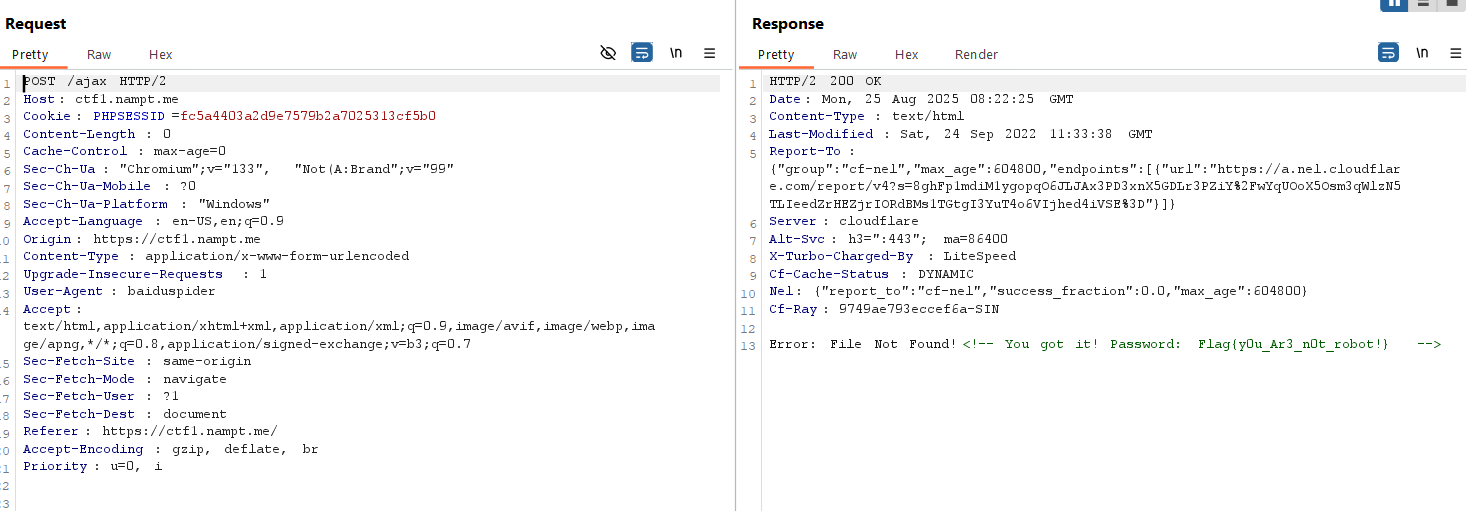 Request
Pretty Raw Hex \n
1 POST /ajax HTTP/2
2 Host: ctf1.nampt.me
3 Cookie: PHPSESSID=fc5a4403a2d9e7579b2a7025313cf5b0
4 Content-Length: 0
5 Cache-Control: max-age=0
6 Sec-Ch-Ua: "Chromium";v="133", "Not(A:Brand";v="99"
7 Sec-Ch-Ua-Mobile: ?0
8 Sec-Ch-Ua-Platform: "Windows"
9 Accept-Language: en-US,en;q=0.9
0 Origin: https://ctf1.nampt.me
11 Content-Type: application/x-www-form-urlencoded
12 Upgrade-Insecure-Requests: 1
13 User-Agent: baiduspider
14 Accept:
text/html,application/xhtml+xml,application/xml;q=0.9,image/avif,image/webp,ima
ge/apng,*/*;q=0.8,application/signed-exchange;v=b3;q=0.7
15 Sec-Fetch-Site: same-origin
16 Sec-Fetch-Mode: navigate
17 Sec-Fetch-User: ?1
18 Sec-Fetch-Dest: document
19 Referer: https://ctf1.nampt.me/
20 Accept-Encoding: gzip, deflate, br
21 Priority: u=0, i
22
23
Response
Pretty Raw Hex Render \n
1 HTTP/2 200 OK
2 Date: Mon, 25 Aug 2025 08:22:25 GMT
3 Content-Type: text/html
4 Last-Modified: Sat, 24 Sep 2022 11:33:38 GMT
5 Report-To:
{"group":"cf-nel","max_age":604800,"endpoints":[{"url":"https://a.nel.cloudflar
e.com/report/v4?s=8ghFp1mdiM1ygopqO6JLJAx3PD3xnX5GDLr3PZiY%2FwYqUOoX5Osm3qWlzN5
TLIeedZrHEZjrIORdBMs1TGtgI3YuT4o6VIjhed4iVSE%3D"}]}
6 Server: cloudflare
7 Alt-Svc: h3=":443"; ma=86400
8 X-Turbo-Charged-By: LiteSpeed
9 Cf-Cache-Status: DYNAMIC
10 Nel: {"report_to":"cf-nel","success_fraction":0.0,"max_age":604800}
11 Cf-Ray: 9749ae793eccef6a-SIN
12
13 Error: File Not Found!<!-- You got it! Password: Flag{y0u_Ar3_n0t_robot!} -->